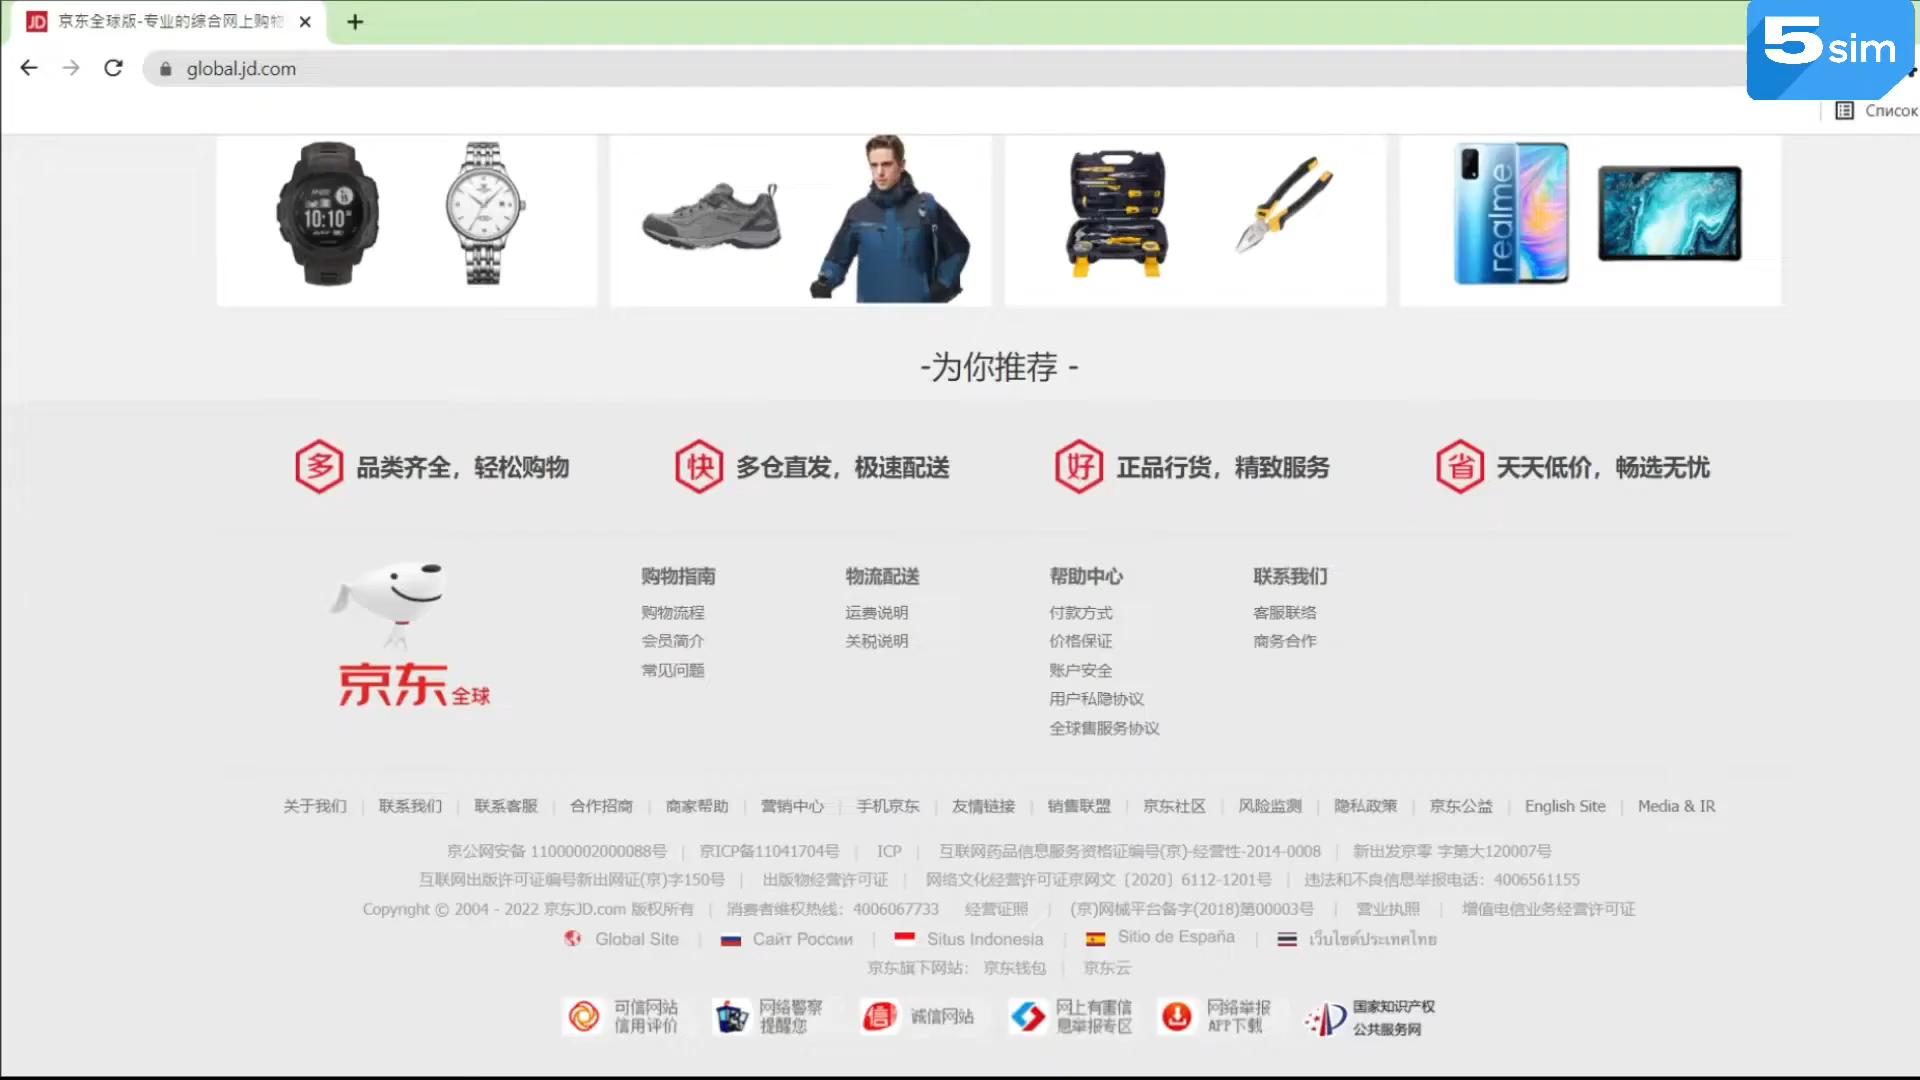 京东全球版-专业的综合网上购物
5sim
global.jd.com
Список
10:10
realme
-为你推荐 -
多 品类齐全，轻松购物
快 多仓直发，极速配送
好 正品行货，精致服务
省 天天低价，畅选无忧
京东全球
购物指南
购物流程
会员简介
常见问题
物流配送
运费说明
关税说明
帮助中心
付款方式
价格保证
账户安全
用户私隐协议
全球售服务协议
联系我们
客服联络
商务合作
关于我们 | 联系我们 | 联系客服 | 合作招商 | 商家帮助 | 营销中心 | 手机京东 | 友情链接 | 销售联盟 | 京东社区 | 风险监测 | 隐私政策 | 京东公益 | English Site | Media & IR
京公网安备 11000002000088号 | 京ICP备11041704号 | ICP | 互联网药品信息服务资格证编号(京)-经营性-2014-0008 | 新出发京零 字第大120007号
互联网出版许可证编号新出网证(京)字150号 | 出版物经营许可证 | 网络文化经营许可证京网文〔2020〕6112-1201号 | 违法和不良信息举报电话：4006561155
Copyright © 2004 - 2022 京东JD.com 版权所有 | 消费者维权热线：4006067733 经营证照 | (京)网械平台备字(2018)第00003号 | 营业执照 | 增值电信业务经营许可证
Global Site | Сайт России | Situs Indonesia | Sitio de España | เว็บไซต์ประเทศไทย
京东旗下网站： 京东钱包 | 京东云
可信网站
信用评价
网络警察
提醒您
信 诚信网站
网上有害信
息举报专区
网络举报
APP下载
国家知识产权
公共服务网